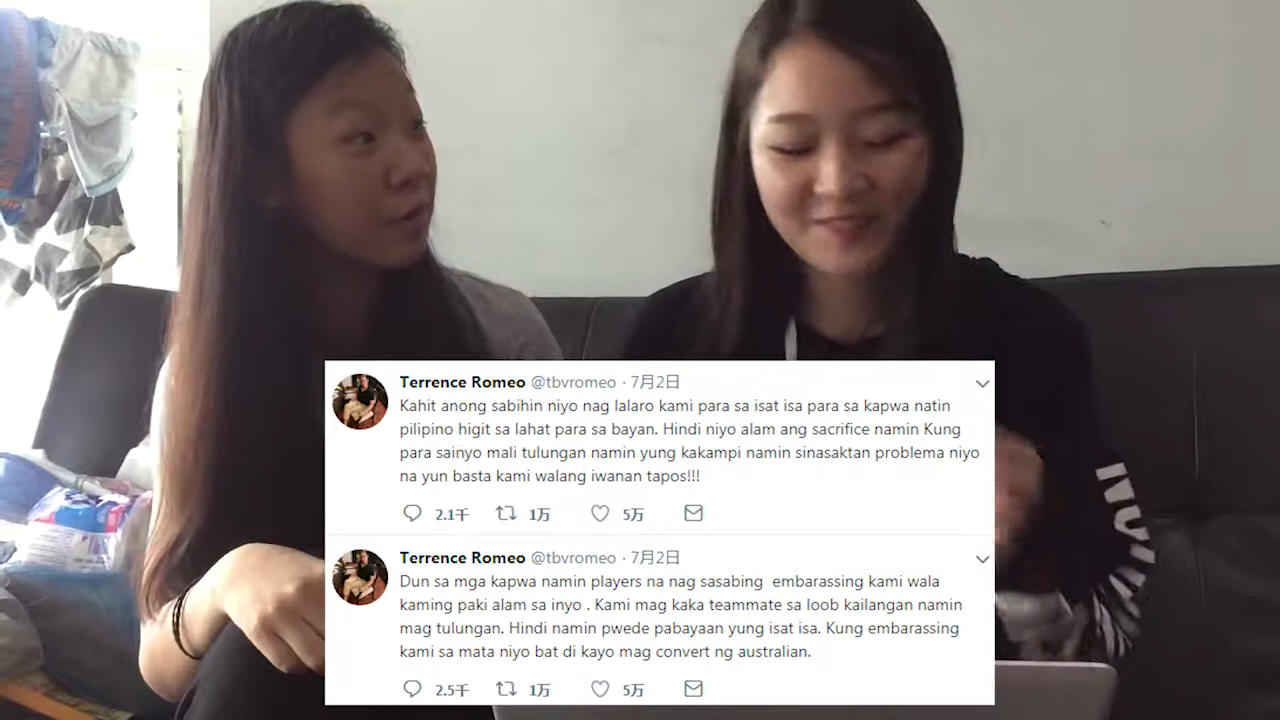 Terrence Romeo @tbvromeo · 7月2日
Kahit anong sabihin niyo nag lalaro kami para sa isat isa para sa kapwa natin
pilipino higit sa lahat para sa bayan. Hindi niyo alam ang sacrifice namin Kung
para sainyo mali tulungan namin yung kakampi namin sinasaktan problema niyo
na yun basta kami walang iwanan tapos!!!
2.1千 1万 5万
Terrence Romeo @tbvromeo · 7月2日
Dun sa mga kapwa namin players na nag sasabing  embarassing kami wala
kaming paki alam sa inyo . Kami mag kaka teammate sa loob kailangan namin
mag tulungan. Hindi namin pwede pabayaan yung isat isa. Kung embarassing
kami sa mata niyo bat di kayo mag convert ng australian.
2.5千 1万 5万